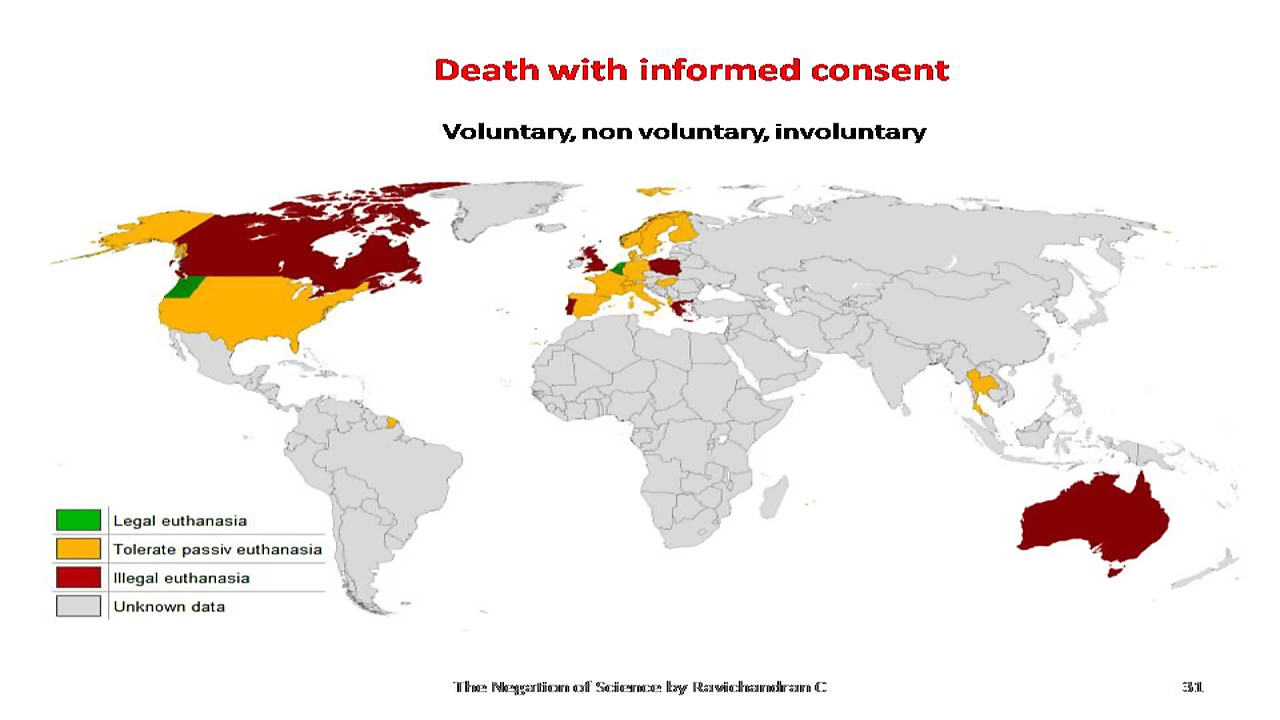 Death with informed consent
Voluntary, non voluntary, involuntary
Legal euthanasia
Tolerate passiv euthanasia
Illegal euthanasia
Unknown data
The Negation of Science by Ravichandran C
31